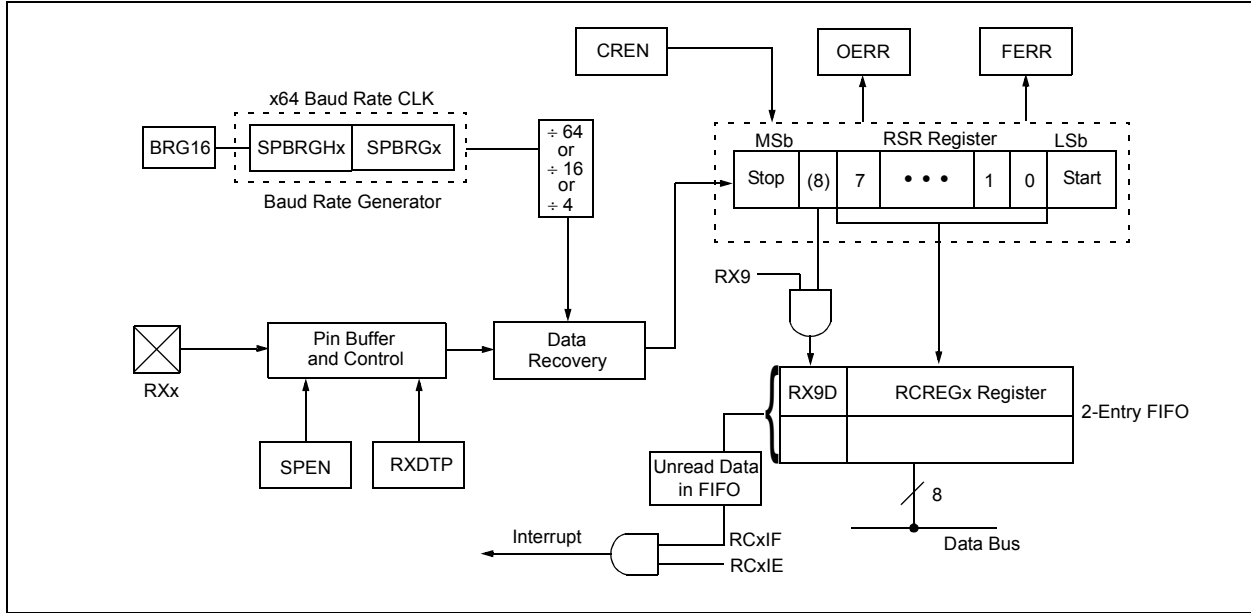 CREN
OERR
FERR
x64 Baud Rate CLK
BRG16
SPBRGHx
SPBRGx
Baud Rate Generator
÷ 64
or
÷ 16
or
÷ 4
MSb
RSR Register
LSb
Stop
(8)
7
• • •
1
0
Start
RX9
RXx
Pin Buffer
and Control
Data
Recovery
SPEN
RXDTP
RX9D
RCREGx Register
2-Entry FIFO
Unread Data
in FIFO
8
Data Bus
Interrupt
RCxIF
RCxIE